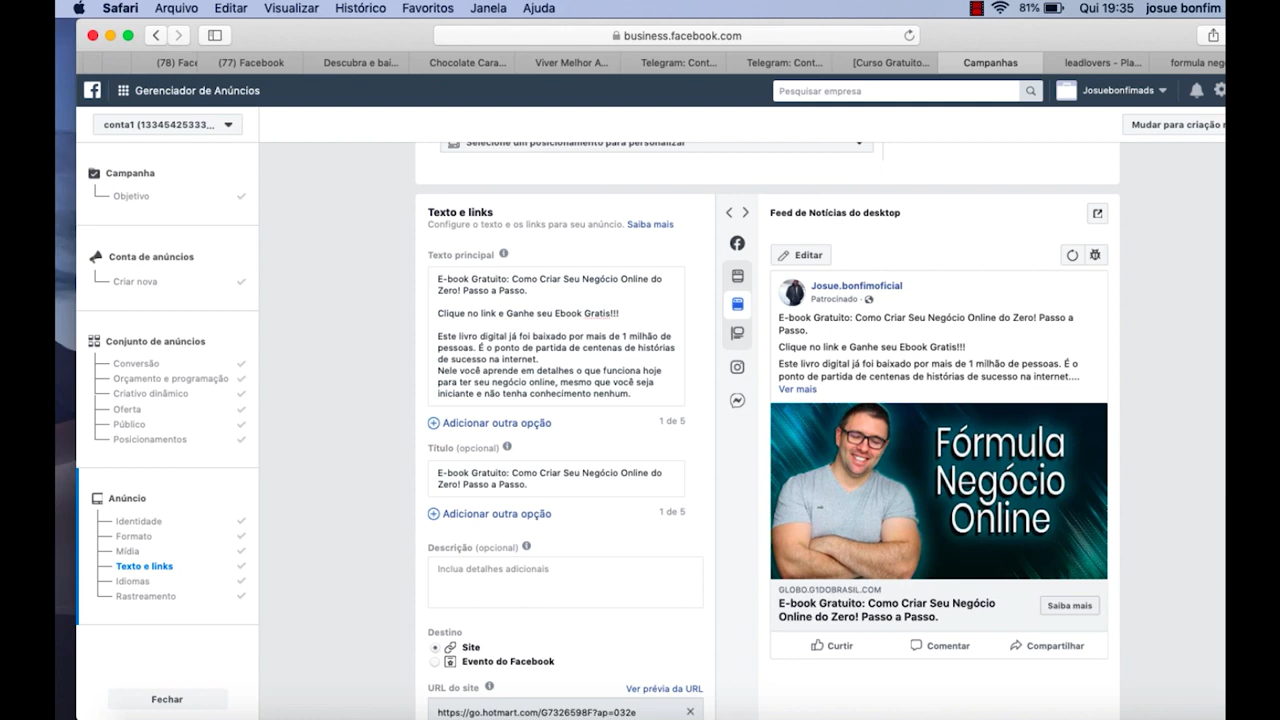 Safari Arquivo Editar Visualizar Histórico Favoritos Janela Ajuda 81% Qui 19:35 josue bonfim
business.facebook.com
(78) Face (77) Facebook Descubra e bai... Chocolate Cara... Viver Melhor A... Telegram: Cont... Telegram: Cont... [Curso Gratuito... Campanhas leadlovers - Pla... formula neg
Gerenciador de Anúncios Pesquisar empresa Josuebonfimads
conta1 (13345425333... Mudar para criação
Selecione um posicionamento para personalizar
Campanha
Objetivo
Conta de anúncios
Criar nova
Conjunto de anúncios
Conversão
Orçamento e programação
Criativo dinâmico
Oferta
Público
Posicionamentos
Anúncio
Identidade
Formato
Mídia
Texto e links
Idiomas
Rastreamento
Fechar
Texto e links
Configure o texto e os links para seu anúncio. Saiba mais
Texto principal
E-book Gratuito: Como Criar Seu Negócio Online do
Zero! Passo a Passo.
Clique no link e Ganhe seu Ebook Gratis!!!
Este livro digital já foi baixado por mais de 1 milhão de
pessoas. É o ponto de partida de centenas de histórias
de sucesso na internet.
Nele você aprende em detalhes o que funciona hoje
para ter seu negócio online, mesmo que você seja
iniciante e não tenha conhecimento nenhum.
Adicionar outra opção 1 de 5
Título (opcional)
E-book Gratuito: Como Criar Seu Negócio Online do
Zero! Passo a Passo.
Adicionar outra opção 1 de 5
Descrição (opcional)
Inclua detalhes adicionais
Destino
Site
Evento do Facebook
URL do site Ver prévia da URL
https://go.hotmart.com/G7326598F?ap=032e
Feed de Notícias do desktop
Editar
Josue.bonfimoficial
Patrocinado ·
E-book Gratuito: Como Criar Seu Negócio Online do Zero! Passo a
Passo.
Clique no link e Ganhe seu Ebook Gratis!!!
Este livro digital já foi baixado por mais de 1 milhão de pessoas. É o
ponto de partida de centenas de histórias de sucesso na internet....
Ver mais
Fórmula
Negócio
Online
GLOBO.G1DOBRASIL.COM
E-book Gratuito: Como Criar Seu Negócio
Online do Zero! Passo a Passo.
Saiba mais
Curtir Comentar Compartilhar